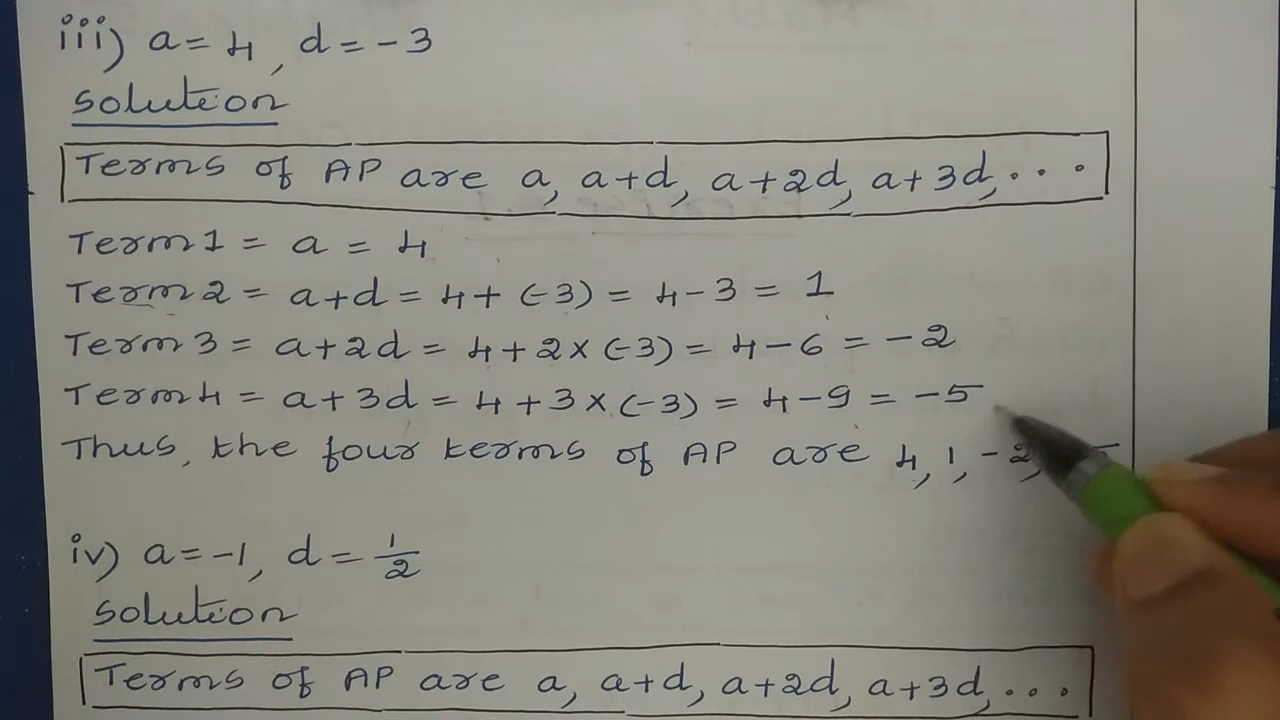 iii) a = 4, d = -3
Solution
Terms of AP are a, a+d, a+2d, a+3d, ...
Term 1 = a = 4
Term 2 = a+d = 4 + (-3) = 4-3 = 1
Term 3 = a+2d = 4+2×(-3) = 4-6 = -2
Term 4 = a+3d = 4+3×(-3) = 4-9 = -5
Thus, the four terms of AP are 4, 1, -2,
iv) a = -1, d = 1/2
Solution
Terms of AP are a, a+d, a+2d, a+3d, ...